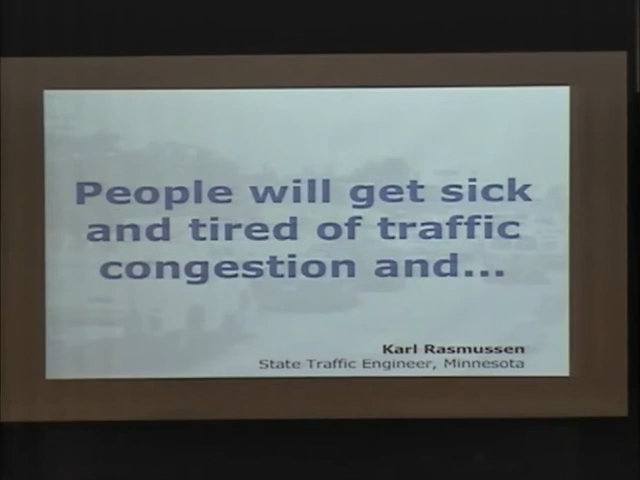 People will get sick
and tired of traffic
congestion and...
Karl Rasmussen
State Traffic Engineer, Minnesota